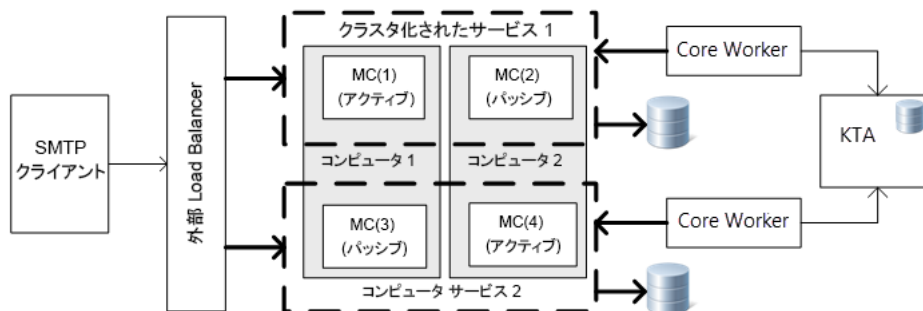 クラスタ化されたサービス 1
MC(1)
(アクティブ)
MC(2)
(パッシブ)
コンピュータ 1
コンピュータ 2
MC(3)
(パッシブ)
MC(4)
(アクティブ)
コンピュータ サービス 2
SMTP
クライアント
外部 Load Balancer
Core Worker
KTA
Core Worker